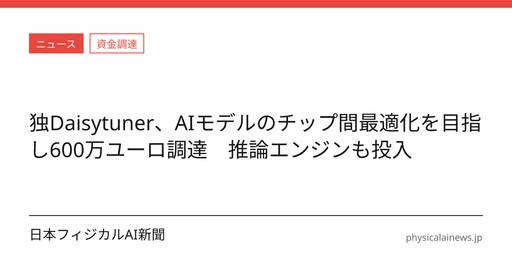 ニュース 資金調達
独Daisytuner、AIモデルのチップ間最適化を目指
し600万ユーロ調達　推論エンジンも投入
日本フィジカルAI新聞 physicalainews.jp